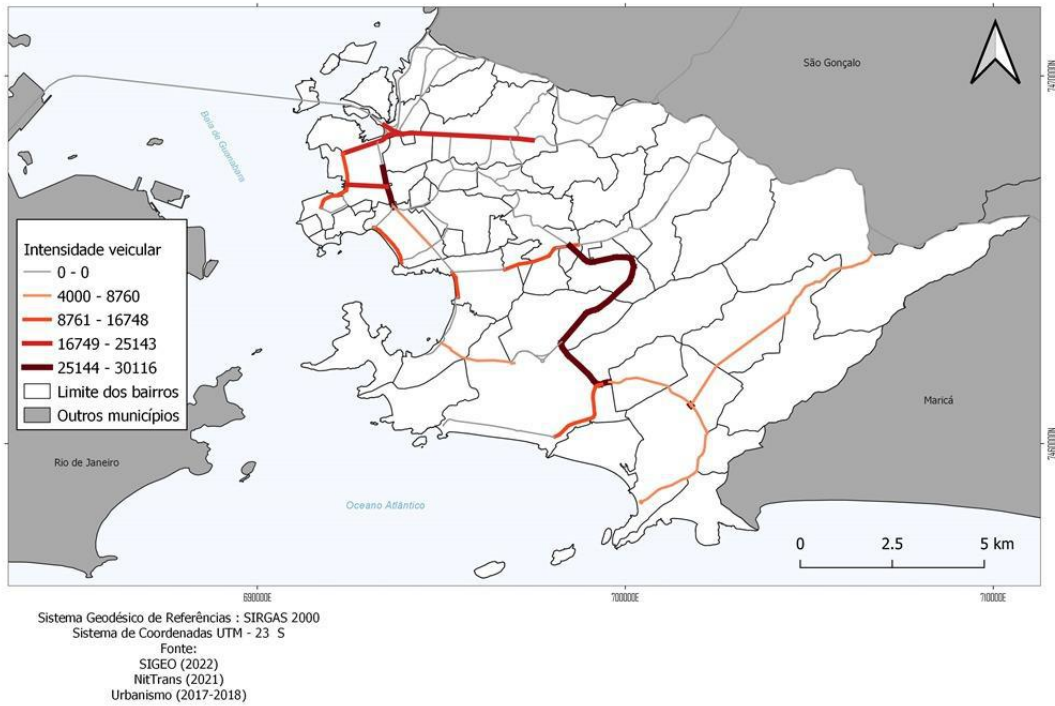 São Gonçalo
7470000N
Baía de Guanabara
Intensidade veicular
0 - 0
4000 - 8760
8761 - 16748
16749 - 25143
25144 - 30116
Limite dos bairros
Outros municípios
Maricá
7460000N
Rio de Janeiro
Oceano Atlântico
0 2.5 5 km
690000E 700000E 710000E
Sistema Geodésico de Referências : SIRGAS 2000
Sistema de Coordenadas UTM - 23 S
Fonte:
SIGEO (2022)
NitTrans (2021)
Urbanismo (2017-2018)